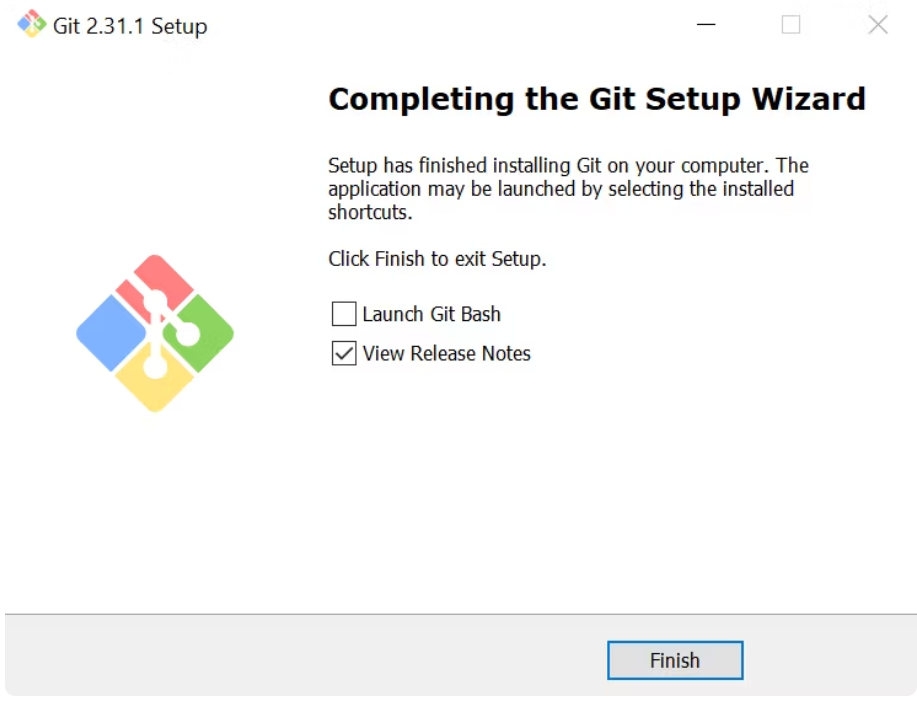 Git 2.31.1 Setup
Completing the Git Setup Wizard
Setup has finished installing Git on your computer. The
application may be launched by selecting the installed
shortcuts.
Click Finish to exit Setup.
Launch Git Bash
View Release Notes
Finish